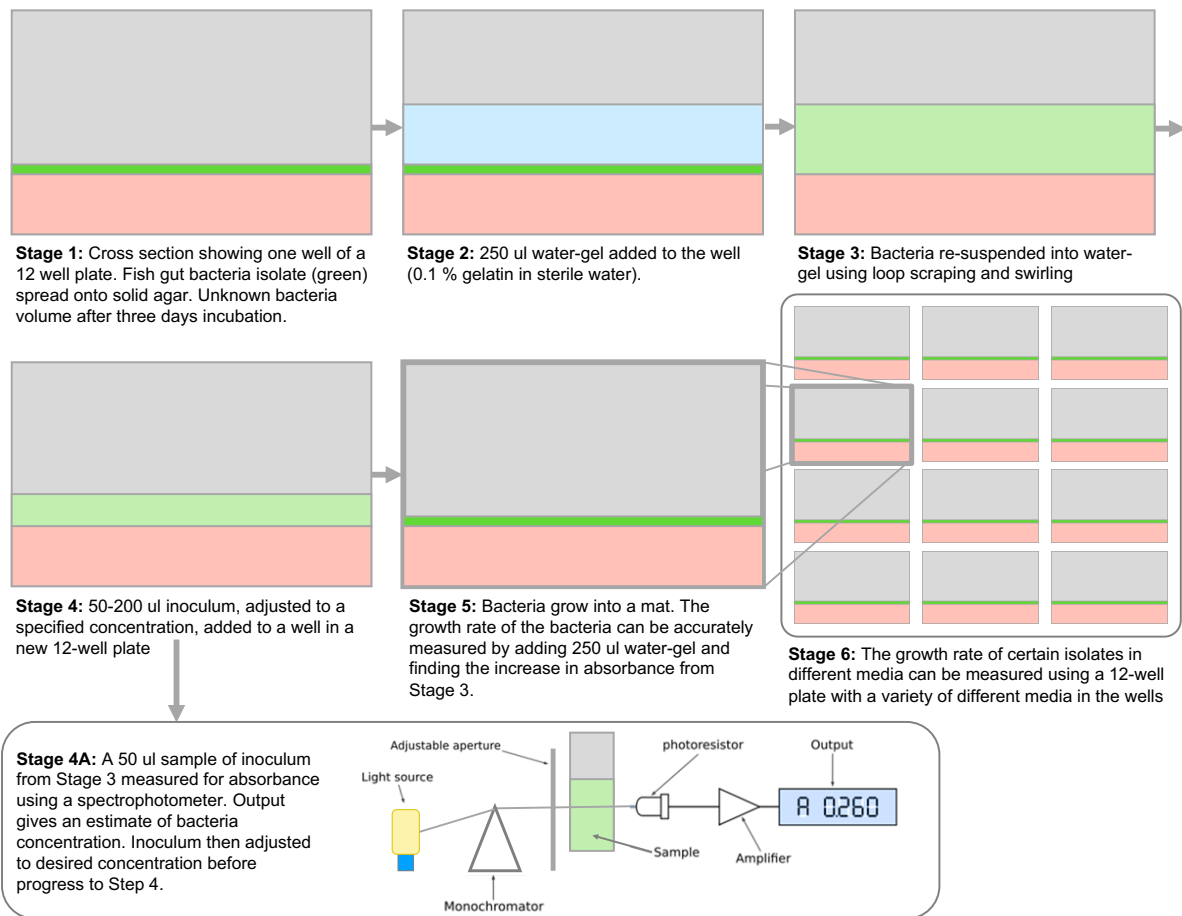 Stage 1: Cross section showing one well of a
12 well plate. Fish gut bacteria isolate (green)
spread onto solid agar. Unknown bacteria
volume after three days incubation.
Stage 2: 250 ul water-gel added to the well
(0.1 % gelatin in sterile water).
Stage 3: Bacteria re-suspended into water-
gel using loop scraping and swirling
Stage 4: 50-200 ul inoculum, adjusted to a
specified concentration, added to a well in a
new 12-well plate
Stage 5: Bacteria grow into a mat. The
growth rate of the bacteria can be accurately
measured by adding 250 ul water-gel and
finding the increase in absorbance from
Stage 3.
Stage 6: The growth rate of certain isolates in
different media can be measured using a 12-well
plate with a variety of different media in the wells
Stage 4A: A 50 ul sample of inoculum
from Stage 3 measured for absorbance
using a spectrophotometer. Output
gives an estimate of bacteria
concentration. Inoculum then adjusted
to desired concentration before
progress to Step 4.
Adjustable aperture
photoresistor
Output
Light source
A 0.260
Sample
Amplifier
Monochromator